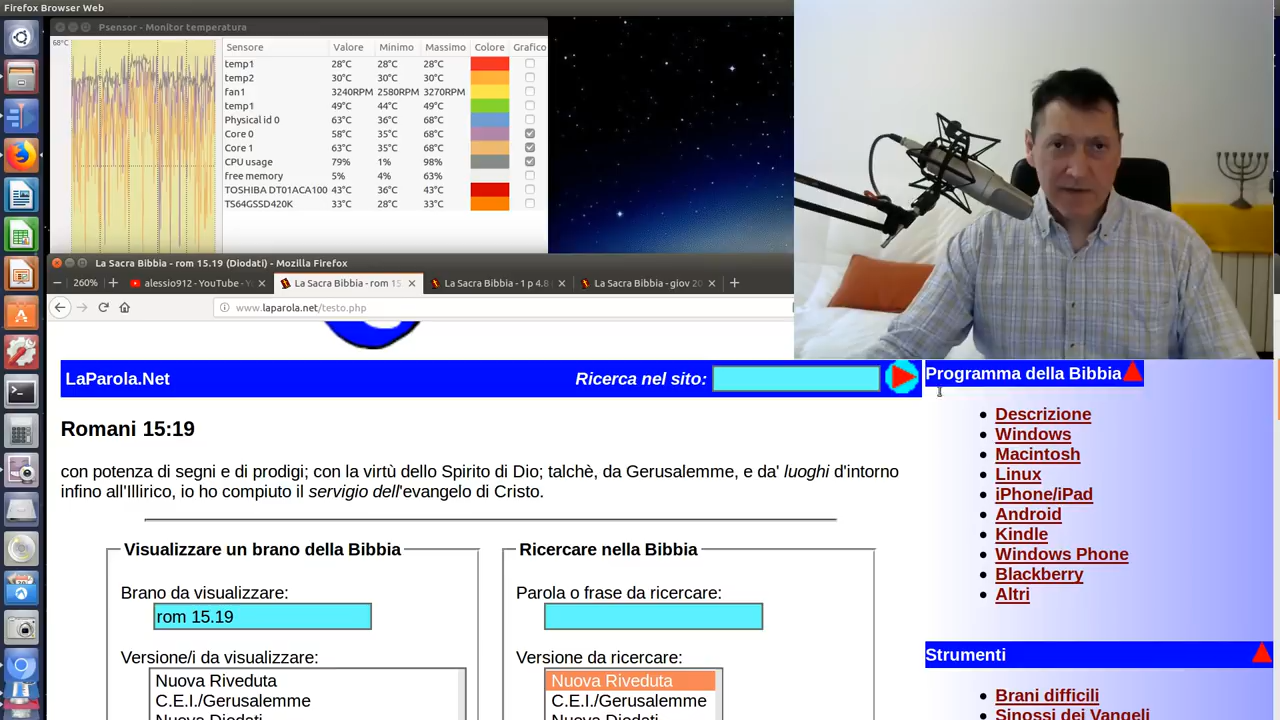 Firefox Browser Web
Psensor - Monitor temperatura
68°C
Sensore Valore Minimo Massimo Colore Grafico
temp1 28°C 28°C 28°C
temp2 30°C 30°C 30°C
fan1 3240RPM 2580RPM 3270RPM
temp1 49°C 44°C 49°C
Physical id 0 63°C 36°C 68°C
Core 0 58°C 35°C 68°C
Core 1 63°C 35°C 68°C
CPU usage 79% 1% 98%
free memory 5% 4% 63%
TOSHIBA DT01ACA100 43°C 36°C 43°C
TS64GSSD420K 33°C 28°C 33°C
La Sacra Bibbia - rom 15.19 (Diodati) - Mozilla Firefox
260% alessio912 - YouTube - La Sacra Bibbia - rom 15 La Sacra Bibbia - 1 p 4.8 La Sacra Bibbia - giov 20
www.laparola.net/testo.php
LaParola.Net Ricerca nel sito:
Romani 15:19
con potenza di segni e di prodigi; con la virtù dello Spirito di Dio; talchè, da Gerusalemme, e da' luoghi d'intorno
infino all'Illirico, io ho compiuto il servigio dell'evangelo di Cristo.
Visualizzare un brano della Bibbia
Brano da visualizzare:
rom 15.19
Versione/i da visualizzare:
Nuova Riveduta
C.E.I./Gerusalemme
Nuova Diodati
Ricercare nella Bibbia
Parola o frase da ricercare:
Versione da ricercare:
Nuova Riveduta
C.E.I./Gerusalemme
Nuova Diodati
Programma della Bibbia
Descrizione
Windows
Macintosh
Linux
iPhone/iPad
Android
Kindle
Windows Phone
Blackberry
Altri
Strumenti
Brani difficili
Sinossi dei Vangeli